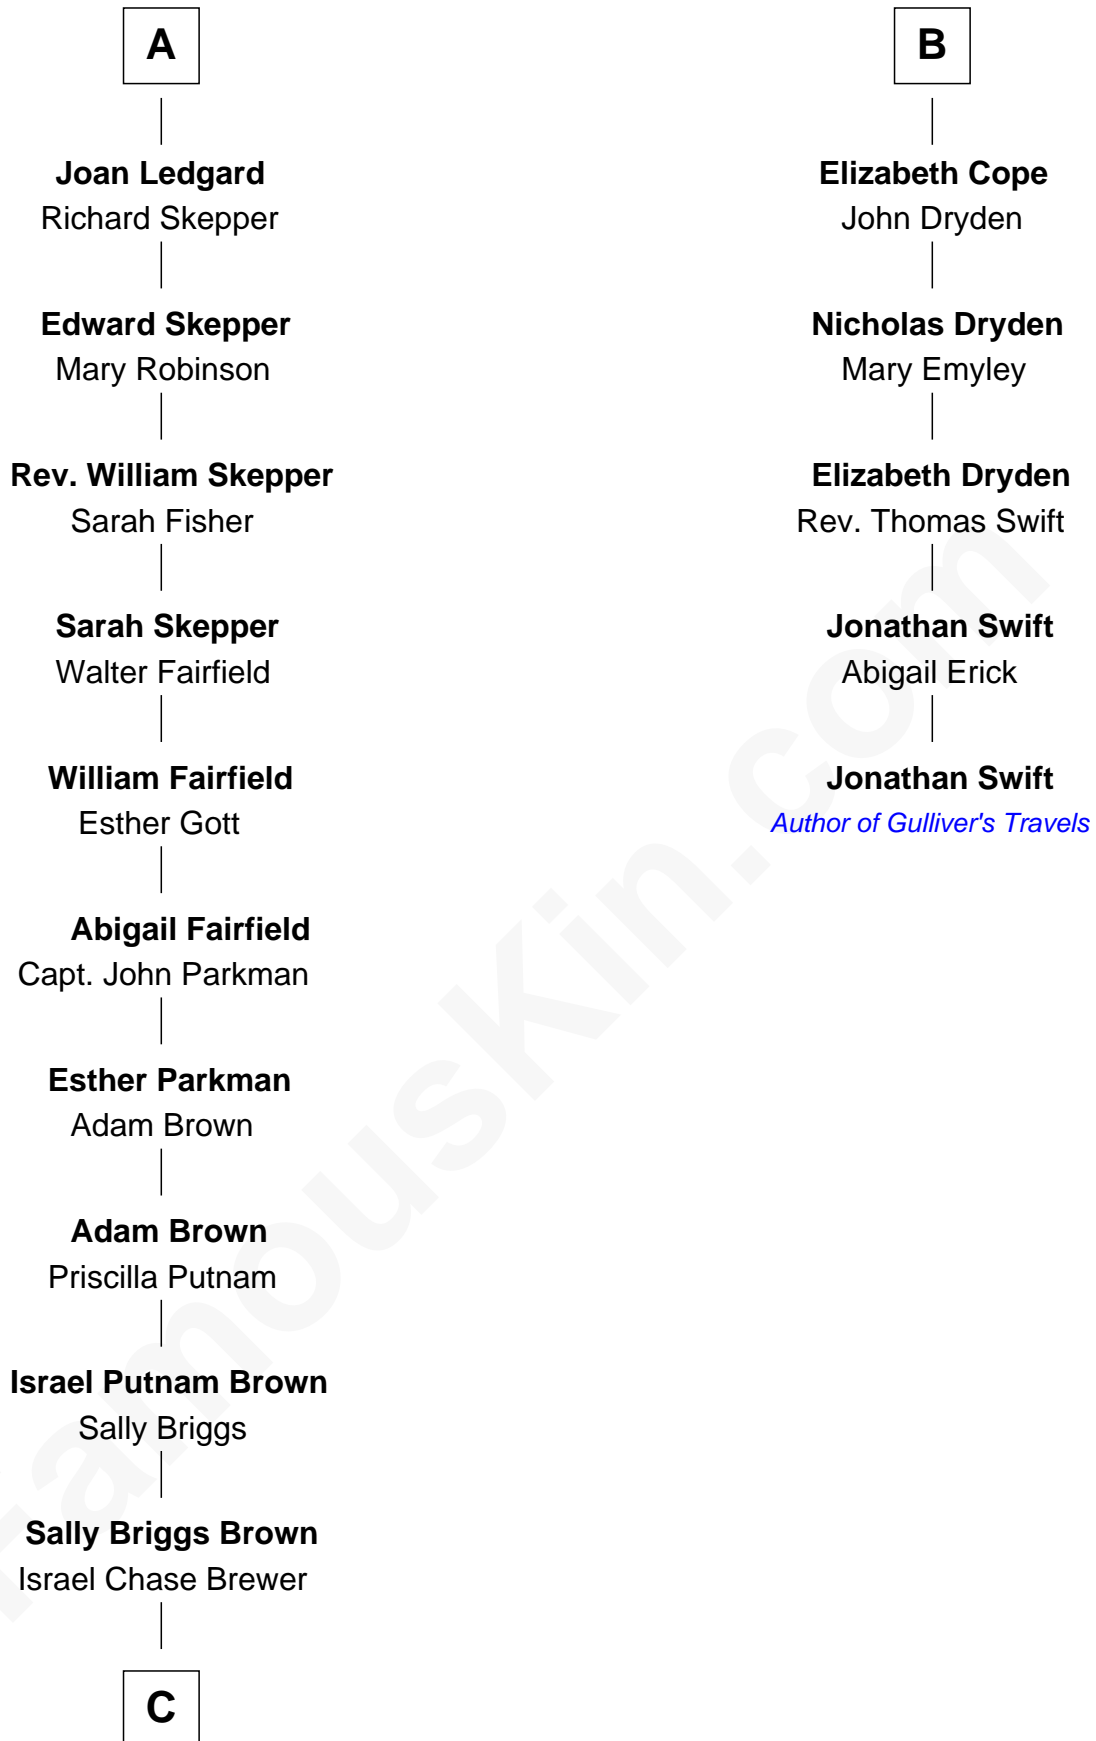 A
Joan Ledgard
Richard Skepper
Edward Skepper
Mary Robinson
Rev. William Skepper
Sarah Fisher
Sarah Skepper
Walter Fairfield
William Fairfield
Esther Gott
Abigail Fairfield
Capt. John Parkman
Esther Parkman
Adam Brown
Adam Brown
Priscilla Putnam
Israel Putnam Brown
Sally Briggs
Sally Briggs Brown
Israel Chase Brewer
C
B
Elizabeth Cope
John Dryden
Nicholas Dryden
Mary Emyley
Elizabeth Dryden
Rev. Thomas Swift
Jonathan Swift
Abigail Erick
Jonathan Swift
Author of Gulliver's Travels
FamousKin.com